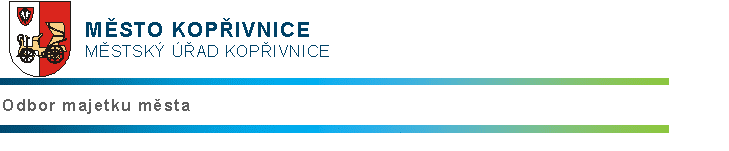 MĚSTO KOPŘIVNICE
MĚSTSKÝ ÚŘAD KOPŘIVNICE
Odbor majetku města